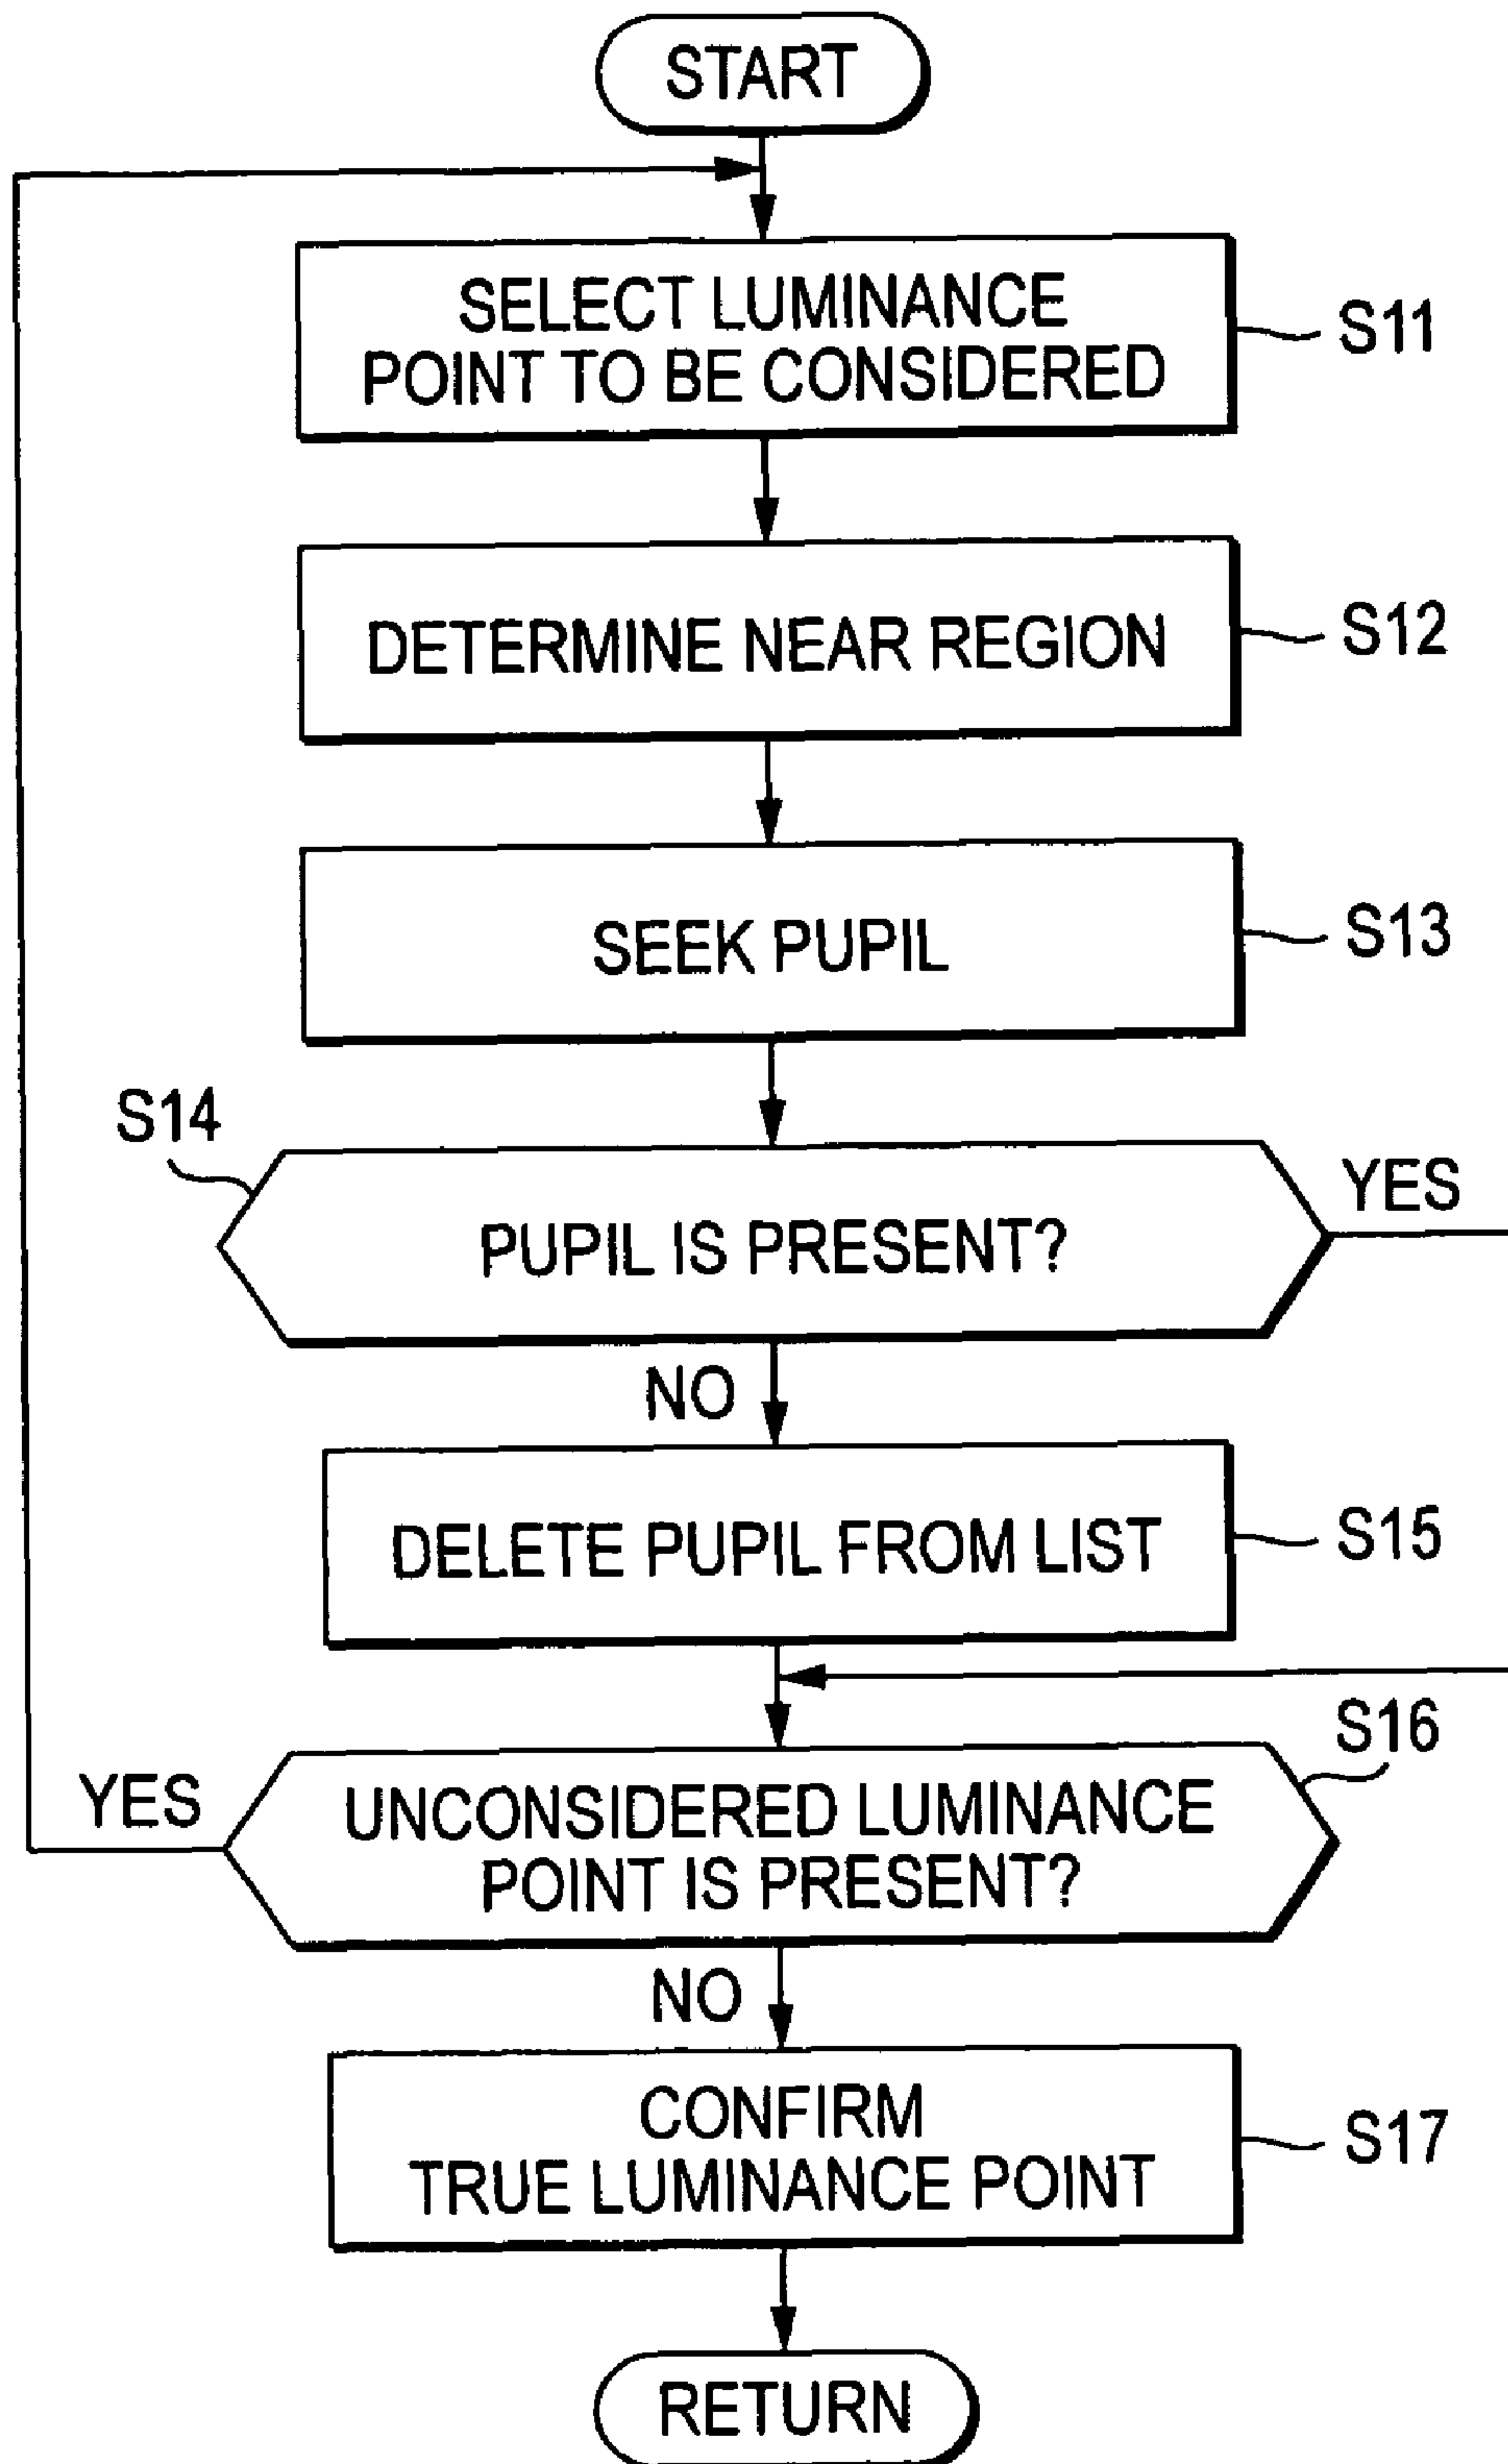 START
SELECT LUMINANCE
POINT TO BE CONSIDERED
S11
DETERMINE NEAR REGION
S12
SEEK PUPIL
S13
S14
PUPIL IS PRESENT?
YES
NO
DELETE PUPIL FROM LIST
S15
S16
YES
UNCONSIDERED LUMINANCE
POINT IS PRESENT?
NO
CONFIRM
TRUE LUMINANCE POINT
S17
RETURN